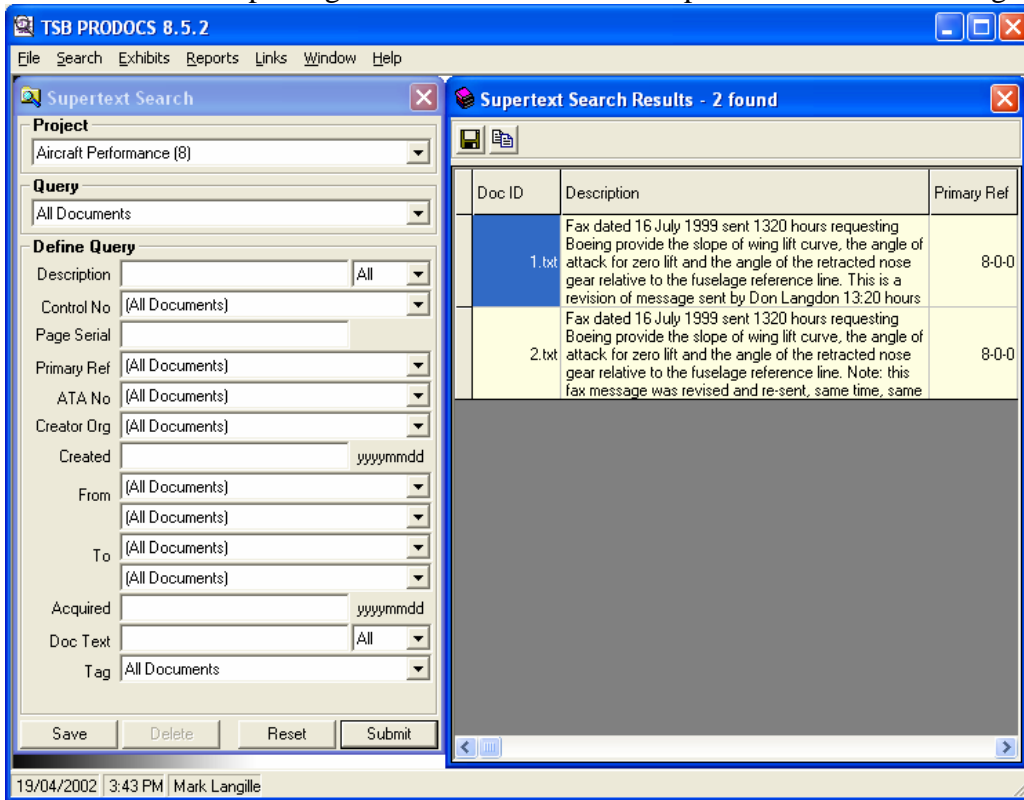 TSB PRODOCS 8.5.2
File Search Exhibits Reports Links Window Help
Supertext Search
Project
Aircraft Performance (8)
Query
All Documents
Define Query
Description All
Control No (All Documents)
Page Serial
Primary Ref (All Documents)
ATA No (All Documents)
Creator Org (All Documents)
Created yyyymmdd
From (All Documents)
(All Documents)
To (All Documents)
(All Documents)
Acquired yyyymmdd
Doc Text All
Tag All Documents
Save Delete Reset Submit
Supertext Search Results - 2 found
Doc ID Description Primary Ref
Fax dated 16 July 1999 sent 1320 hours requesting
Boeing provide the slope of wing lift curve, the angle of
1.txt attack for zero lift and the angle of the retracted nose 8-0-0
gear relative to the fuselage reference line. This is a
revision of message sent by Don Langdon 13:20 hours
Fax dated 16 July 1999 sent 1320 hours requesting
Boeing provide the slope of wing lift curve, the angle of
2.txt attack for zero lift and the angle of the retracted nose 8-0-0
gear relative to the fuselage reference line. Note: this
fax message was revised and re-sent, same time, same
19/04/2002 3:43 PM Mark Langille